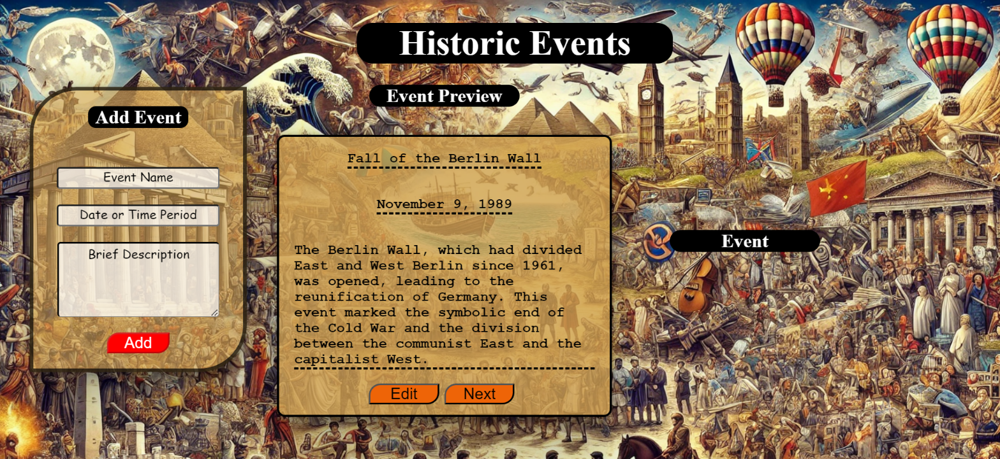 Historic Events
Event Preview
Add Event
Event Name
Date or Time Period
Brief Description
Add
Fall of the Berlin Wall
November 9, 1989
The Berlin Wall, which had divided
East and West Berlin since 1961,
was opened, leading to the
reunification of Germany. This
event marked the symbolic end of
the Cold War and the division
between the communist East and the
capitalist West.
Edit
Next
Event